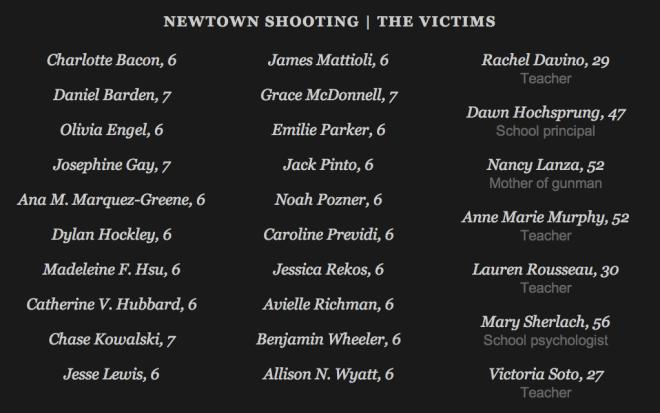 NEWTOWN SHOOTING | THE VICTIMS
Charlotte Bacon, 6
Daniel Barden, 7
Olivia Engel, 6
Josephine Gay, 7
Ana M. Marquez-Greene, 6
Dylan Hockley, 6
Madeleine F. Hsu, 6
Catherine V. Hubbard, 6
Chase Kowalski, 7
Jesse Lewis, 6
James Mattioli, 6
Grace McDonnell, 7
Emilie Parker, 6
Jack Pinto, 6
Noah Pozner, 6
Caroline Previdi, 6
Jessica Rekos, 6
Avielle Richman, 6
Benjamin Wheeler, 6
Allison N. Wyatt, 6
Rachel Davino, 29
Teacher
Dawn Hochsprung, 47
School principal
Nancy Lanza, 52
Mother of gunman
Anne Marie Murphy, 52
Teacher
Lauren Rousseau, 30
Teacher
Mary Sherlach, 56
School psychologist
Victoria Soto, 27
Teacher